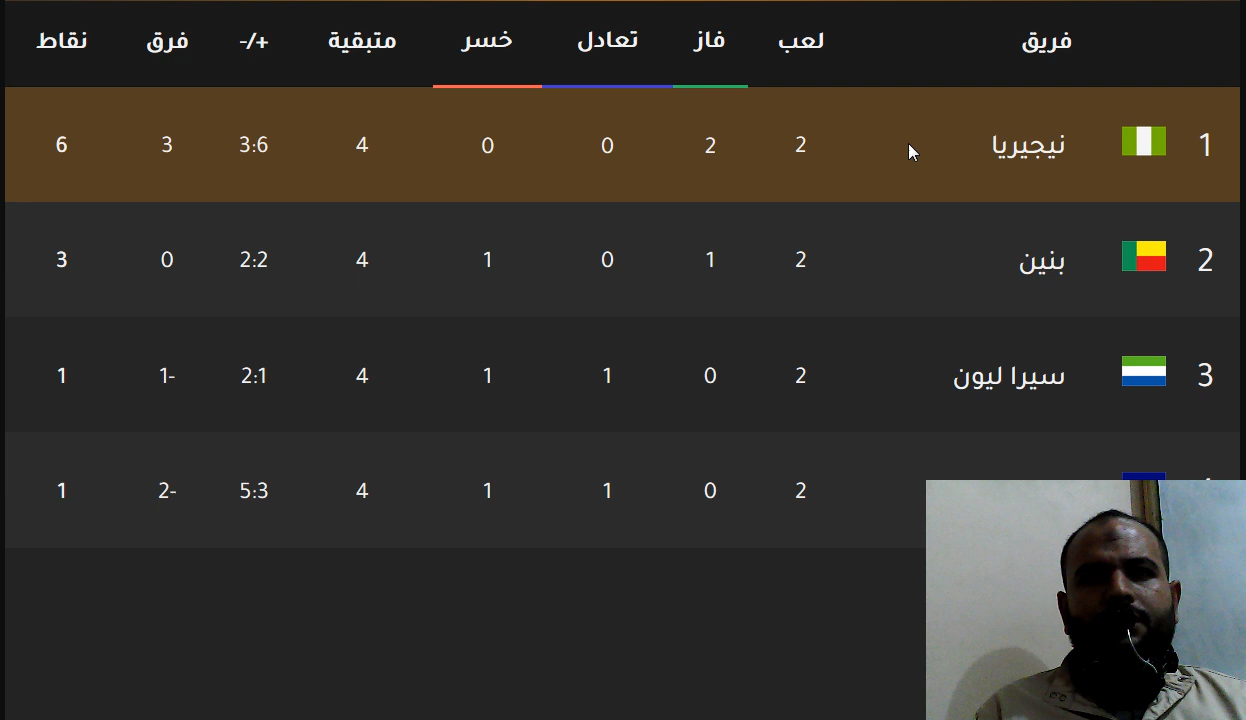 فريق لعب فاز تعادل خسر متبقية +/- فرق نقاط
1 نيجيريا 2 2 0 0 4 3:6 3 6
2 بنين 2 1 0 1 4 2:2 0 3
3 سيرا ليون 2 0 1 1 4 2:1 1- 1
2 0 1 1 4 5:3 2- 1